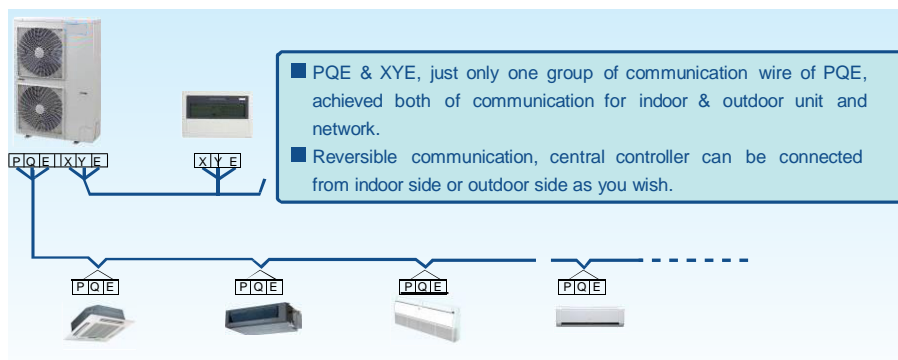 PQE & XYE, just only one group of communication wire of PQE,
achieved both of communication for indoor & outdoor unit and
network.
Reversible communication, central controller can be connected
from indoor side or outdoor side as you wish.
P Q E X Y E
X Y E
P Q E
P Q E
P Q E
P Q E